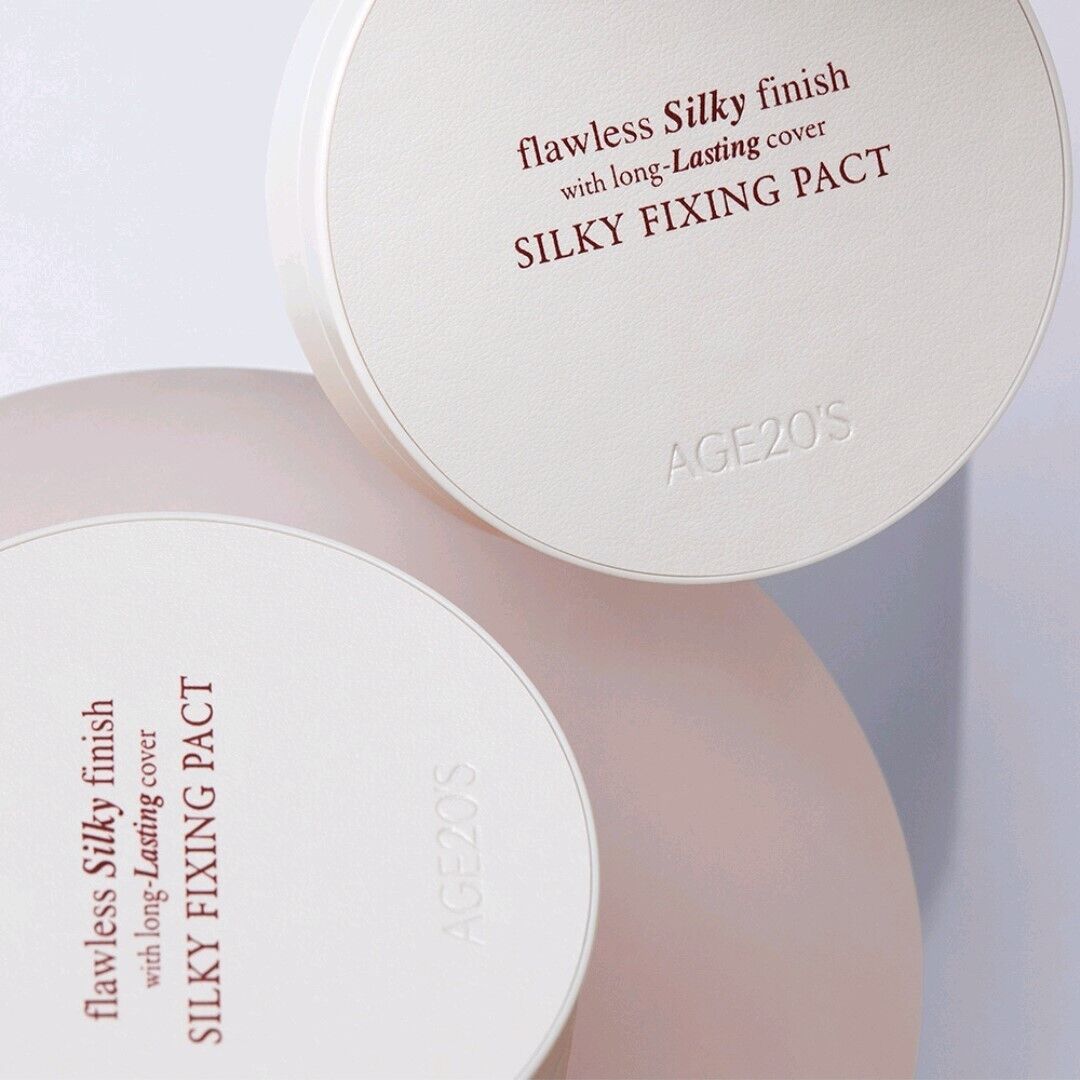 flawless Silky finish
with long-Lasting cover
SILKY FIXING PACT
AGE20'S
flawless Silky finish
with long-Lasting cover
SILKY FIXING PACT
AGE20'S